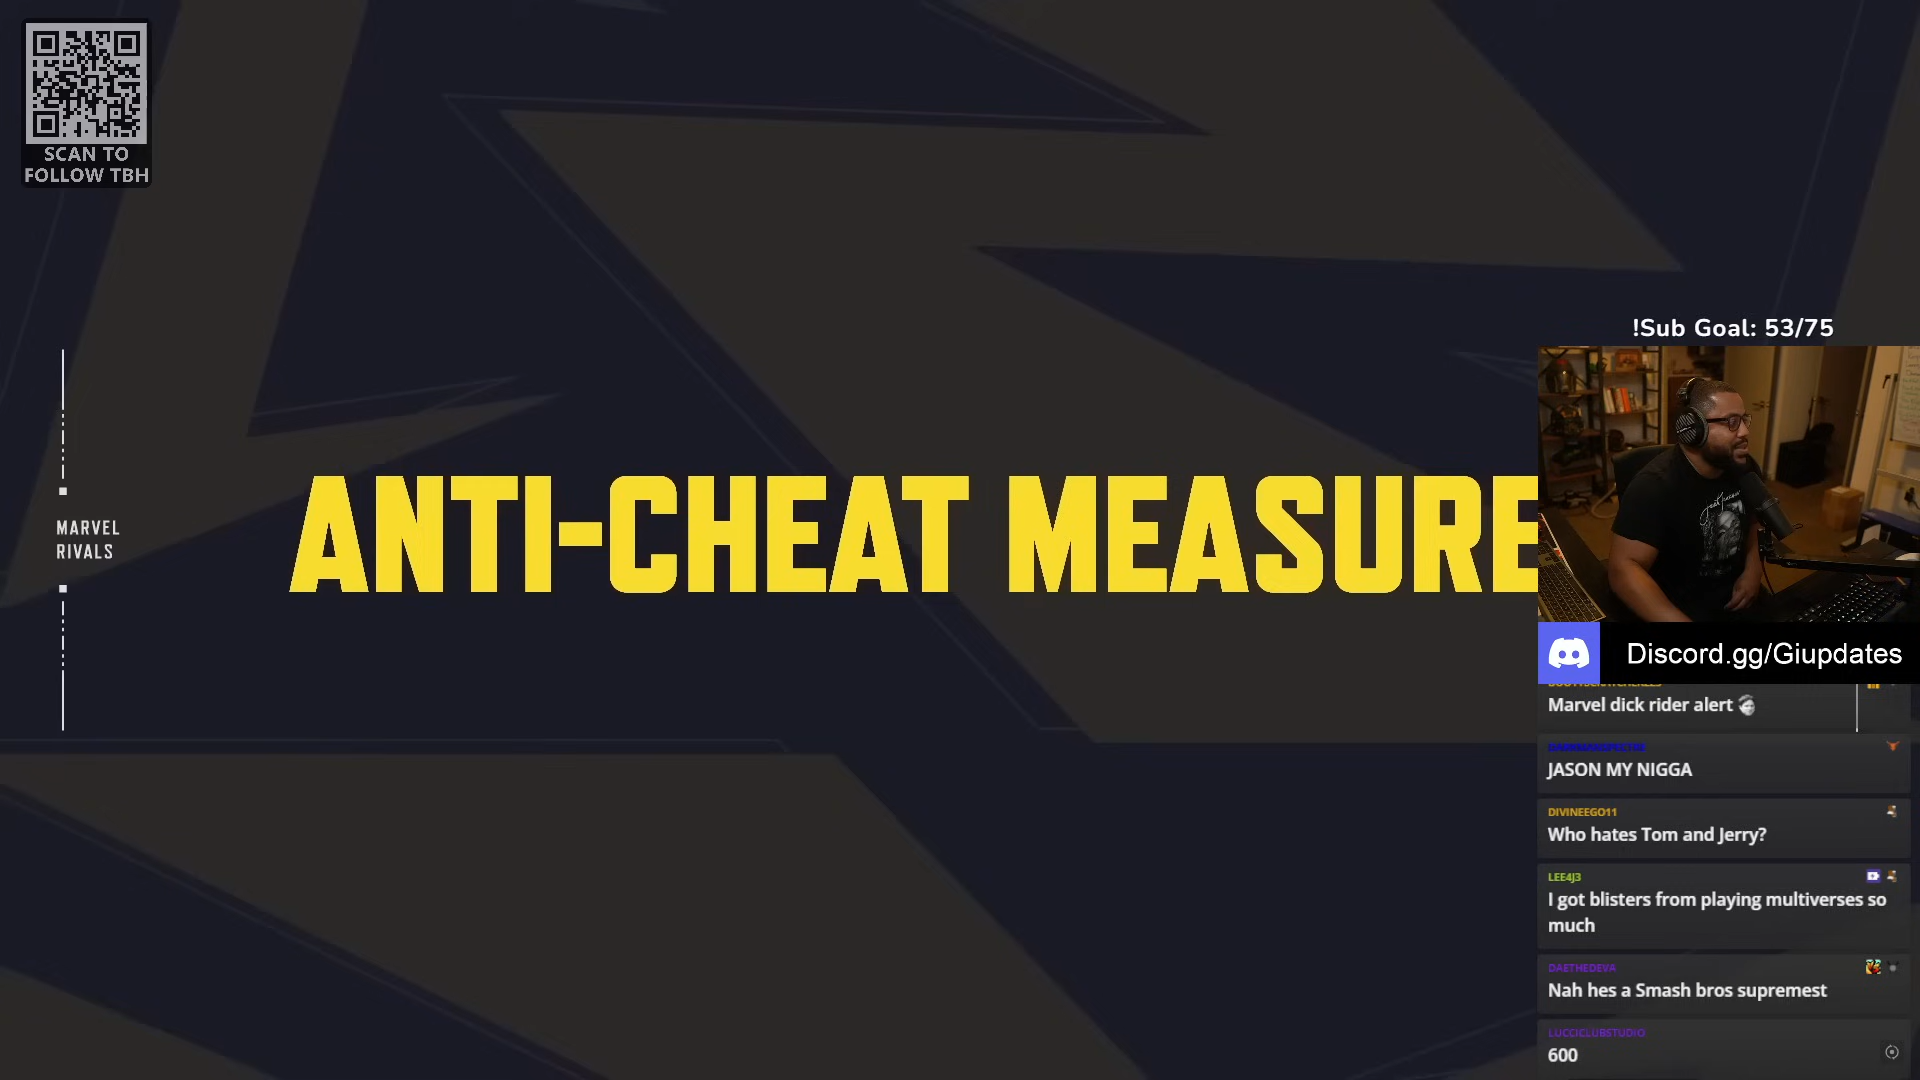 SCAN TO
FOLLOW TBH
MARVEL
RIVALS
ANTI-CHEAT MEASURE
!Sub Goal: 53/75
Discord.gg/Giupdates
Marvel dick rider alert
JASON MY NIGGA
DIVINEEGO11
Who hates Tom and Jerry?
LEE4J3
I got blisters from playing multiverses so
much
DAETHEDEVA
Nah hes a Smash bros supremest
LUCCICLUBSTUDIO
600